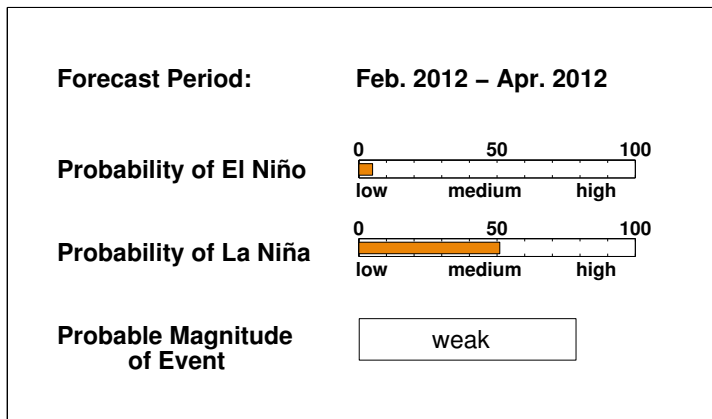 Forecast Period: Feb. 2012 – Apr. 2012
0 50 100
Probability of El Niño
low medium high
0 50 100
Probability of La Niña
low medium high
Probable Magnitude
of Event
weak